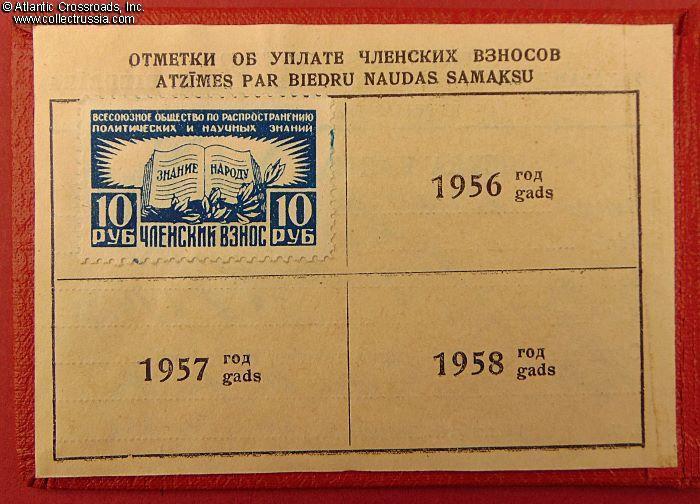 © Atlantic Crossroads, Inc.
www.collectrussia.com
ОТМЕТКИ ОБ УПЛАТЕ ЧЛЕНСКИХ ВЗНОСОВ
ATZĪMES PAR BIEDRU NAUDAS SAMAKSU
ВСЕСОЮЗНОЕ ОБЩЕСТВО ПО РАСПРОСТРАНЕНИЮ
ПОЛИТИЧЕСКИХ И НАУЧНЫХ ЗНАНИЙ
ЗНАНИЕ НАРОДУ
10 РУБ ЧЛЕНСКИЙ ВЗНОС 10 РУБ
1956 год gads
1957 год gads
1958 год gads